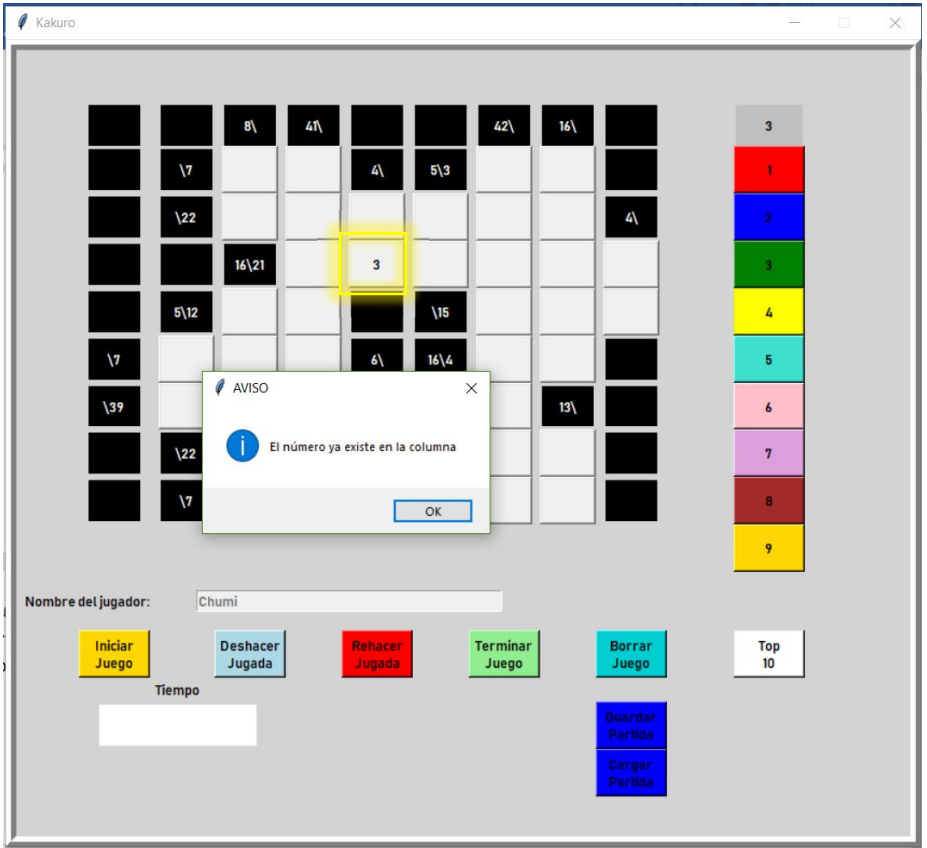 Kakuro
8\ 41\ 42\ 16\ 3
\7 4\ 5\3 1
\22 4\ 2
16\21 3 3
5\12 \15 4
\7 6\ 16\4 5
AVISO
\39 13\ 6
El número ya existe en la columna
\22 7
\7 8
OK
9
Nombre del jugador: Chumi
Iniciar Deshacer Rehacer Terminar Borrar Top
Juego Jugada Jugada Juego Juego 10
Tiempo
Guardar
Partida
Cargar
Partida